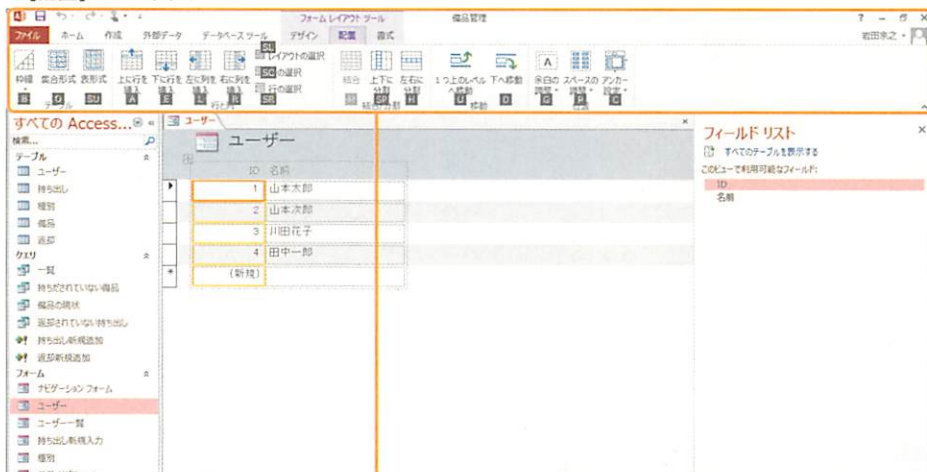 フォーム レイアウト ツール
備品管理
ファイル ホーム 作成 外部データ データベース ツール デザイン 配置 書式
岩田宗之
枠線 集合形式 表形式 上に行を挿入 下に行を挿入 左に列を挿入 右に列を挿入
レイアウトの選択
の選択
行の選択
結合 上下に分割 左右に分割 1つ上のレベルへ移動 下へ移動 余白の調整 スペースの調整 アンカー設定
SL
SC
B O SU A E L R SR SP H U D G P C
テーブル 行と列 結合/分割 移動 位置
すべての Access...
検索...
テーブル
ユーザー
持ち出し
種別
備品
返却
クエリ
一覧
持ちだされていない備品
備品の現状
返却されていない持ち出し
持ち出し新規追加
返却新規追加
フォーム
ナビゲーション フォーム
ユーザー
ユーザー一覧
持ち出し新規入力
種別
ユーザー
ユーザー
ID 名前
1 山本太郎
2 山本次郎
3 川田花子
4 田中一郎
(新規)
フィールド リスト
すべてのテーブルを表示する
このビューで利用可能なフィールド:
ID
名前